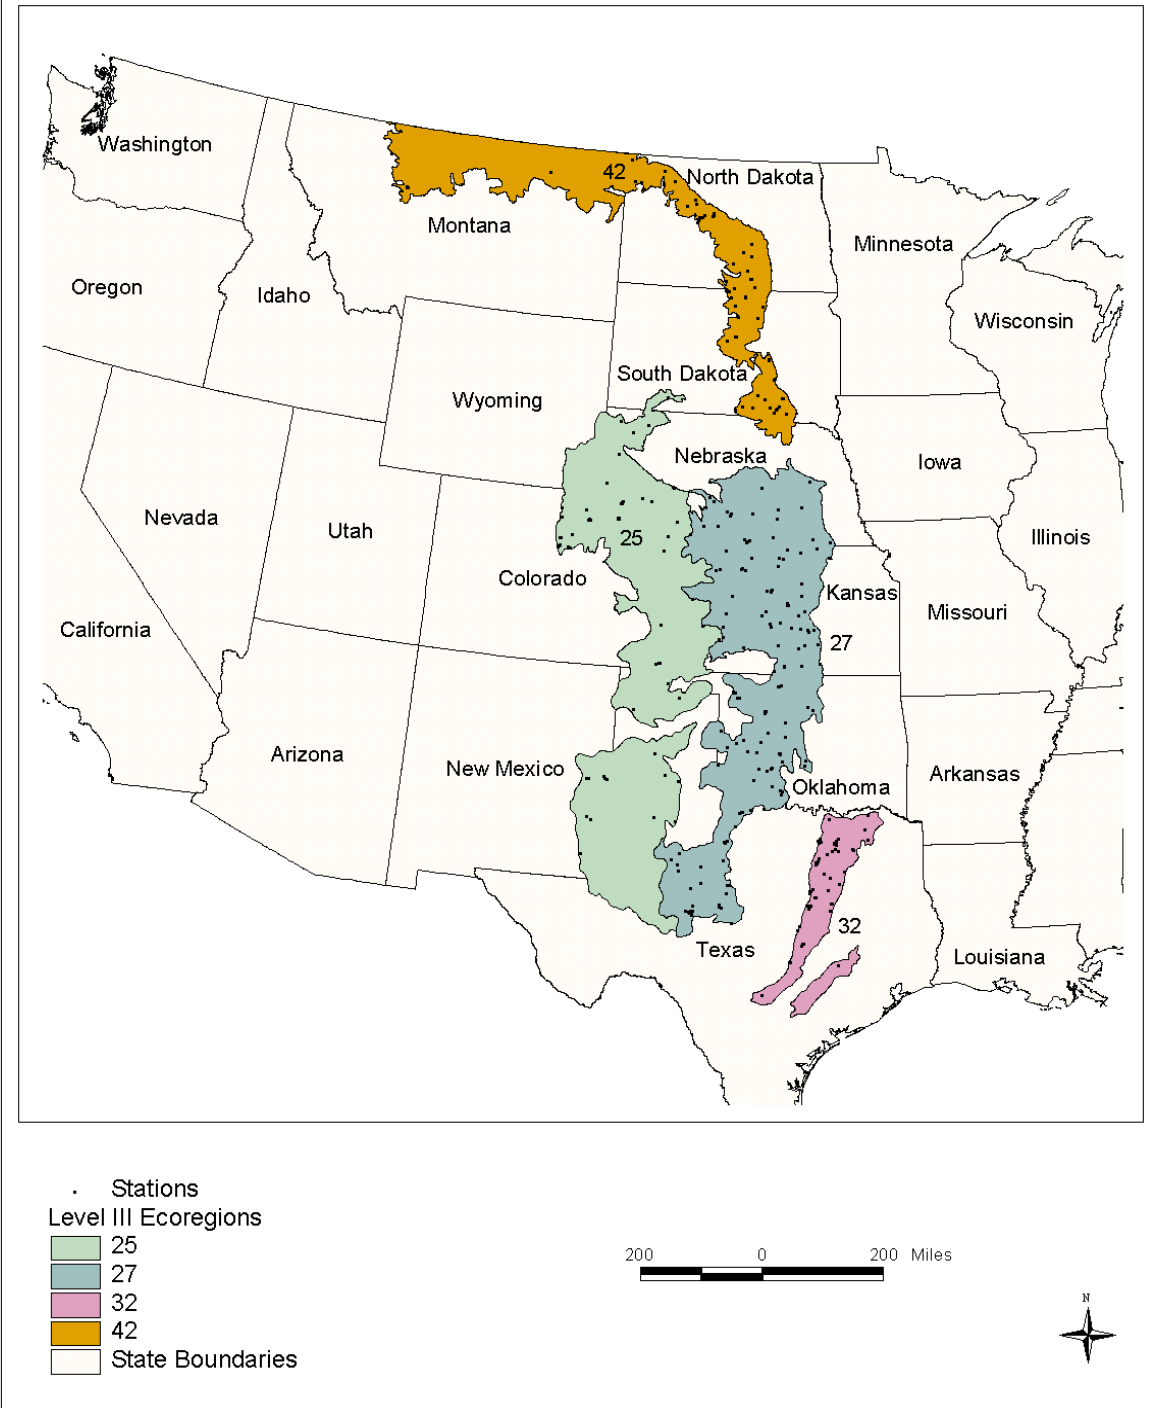 Washington
42
North Dakota
Montana
Minnesota
Oregon
Idaho
Wisconsin
South Dakota
Wyoming
Nebraska
Iowa
Nevada
Utah
25
Illinois
Colorado
Kansas
Missouri
California
27
Arizona
New Mexico
Arkansas
Oklahoma
32
Texas
Louisiana
Stations
Level III Ecoregions
25
27
32
42
State Boundaries
200 0 200 Miles
N